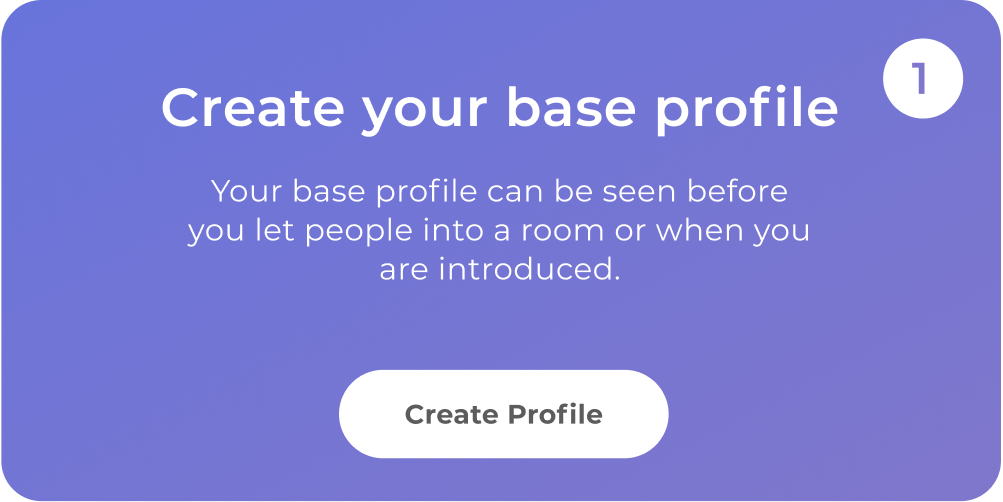 1
Create your base profile
Your base profile can be seen before
you let people into a room or when you
are introduced.
Create Profile